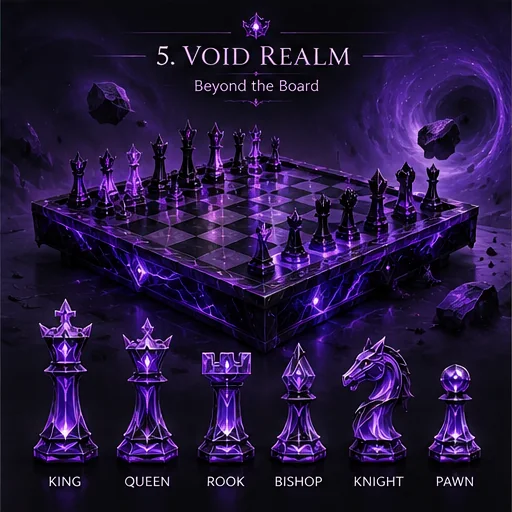 5. Void Realm
Beyond the Board
KING QUEEN ROOK BISHOP KNIGHT PAWN